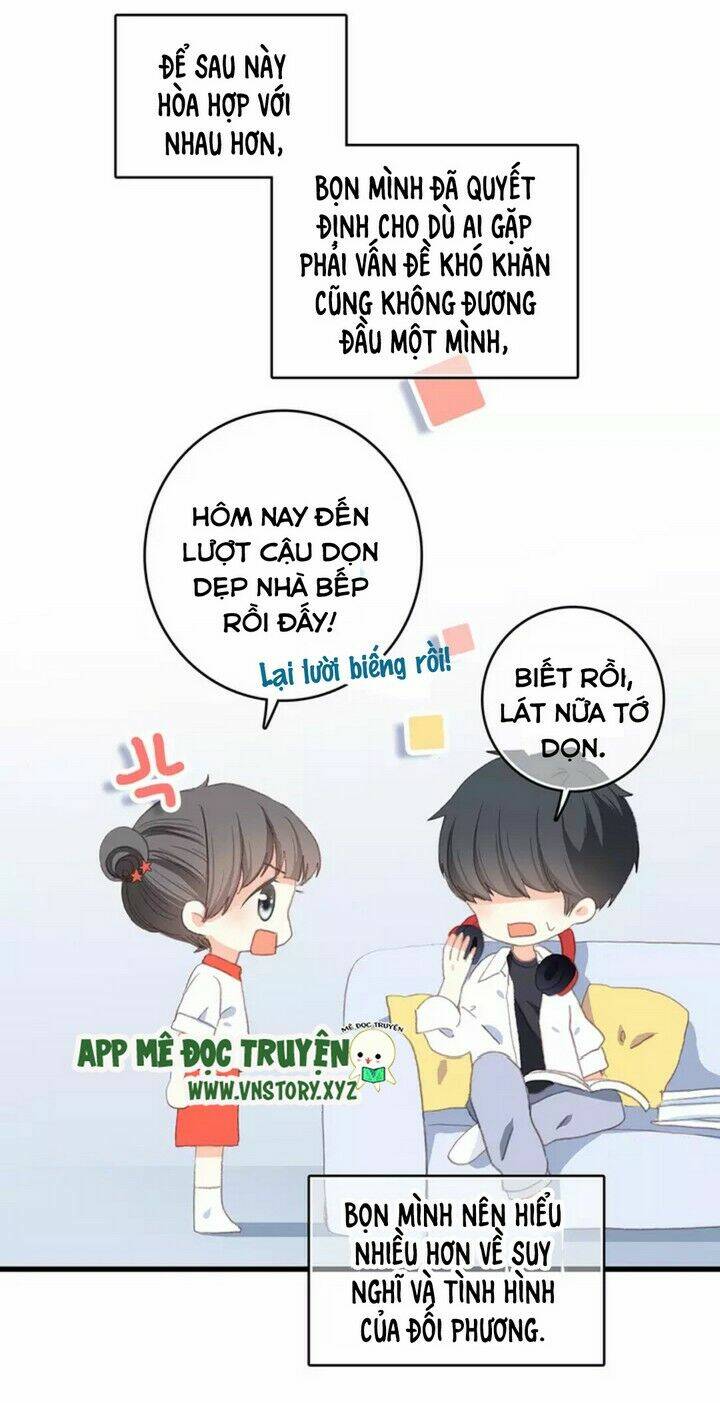 ĐỂ SAU NÀY
HÒA HỢP VỚI
NHAU HƠN,
BỌN MÌNH ĐÃ QUYẾT
ĐỊNH CHO DÙ AI GẶP
PHẢI VẤN ĐỀ KHÓ KHĂN
CŨNG KHÔNG ĐƯƠNG
ĐẦU MỘT MÌNH,
HÔM NAY ĐẾN
LƯỢT CẬU DỌN
DẸP NHÀ BẾP
RỒI ĐẤY!
Lại lười biếng rồi!
BIẾT RỒI,
LÁT NỮA TỚ
DỌN.
MÊ ĐỌC TRUYỆN
APP MÊ ĐỌC TRUYỆN
WWW.VNSTORY.XYZ
BỌN MÌNH NÊN HIỂU
NHIỀU HƠN VỀ SUY
NGHĨ VÀ TÌNH HÌNH
CỦA ĐỐI PHƯƠNG.